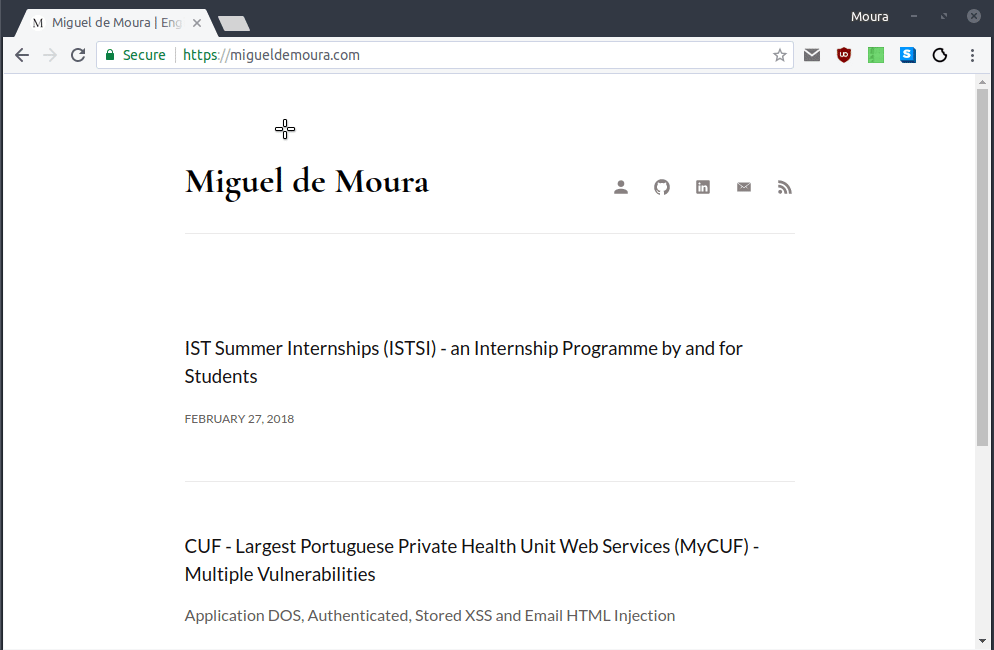 M Miguel de Moura | Eng
Moura
Secure https://migueldemoura.com
Miguel de Moura
IST Summer Internships (ISTSI) - an Internship Programme by and for
Students
FEBRUARY 27, 2018
CUF - Largest Portuguese Private Health Unit Web Services (MyCUF) -
Multiple Vulnerabilities
Application DOS, Authenticated, Stored XSS and Email HTML Injection